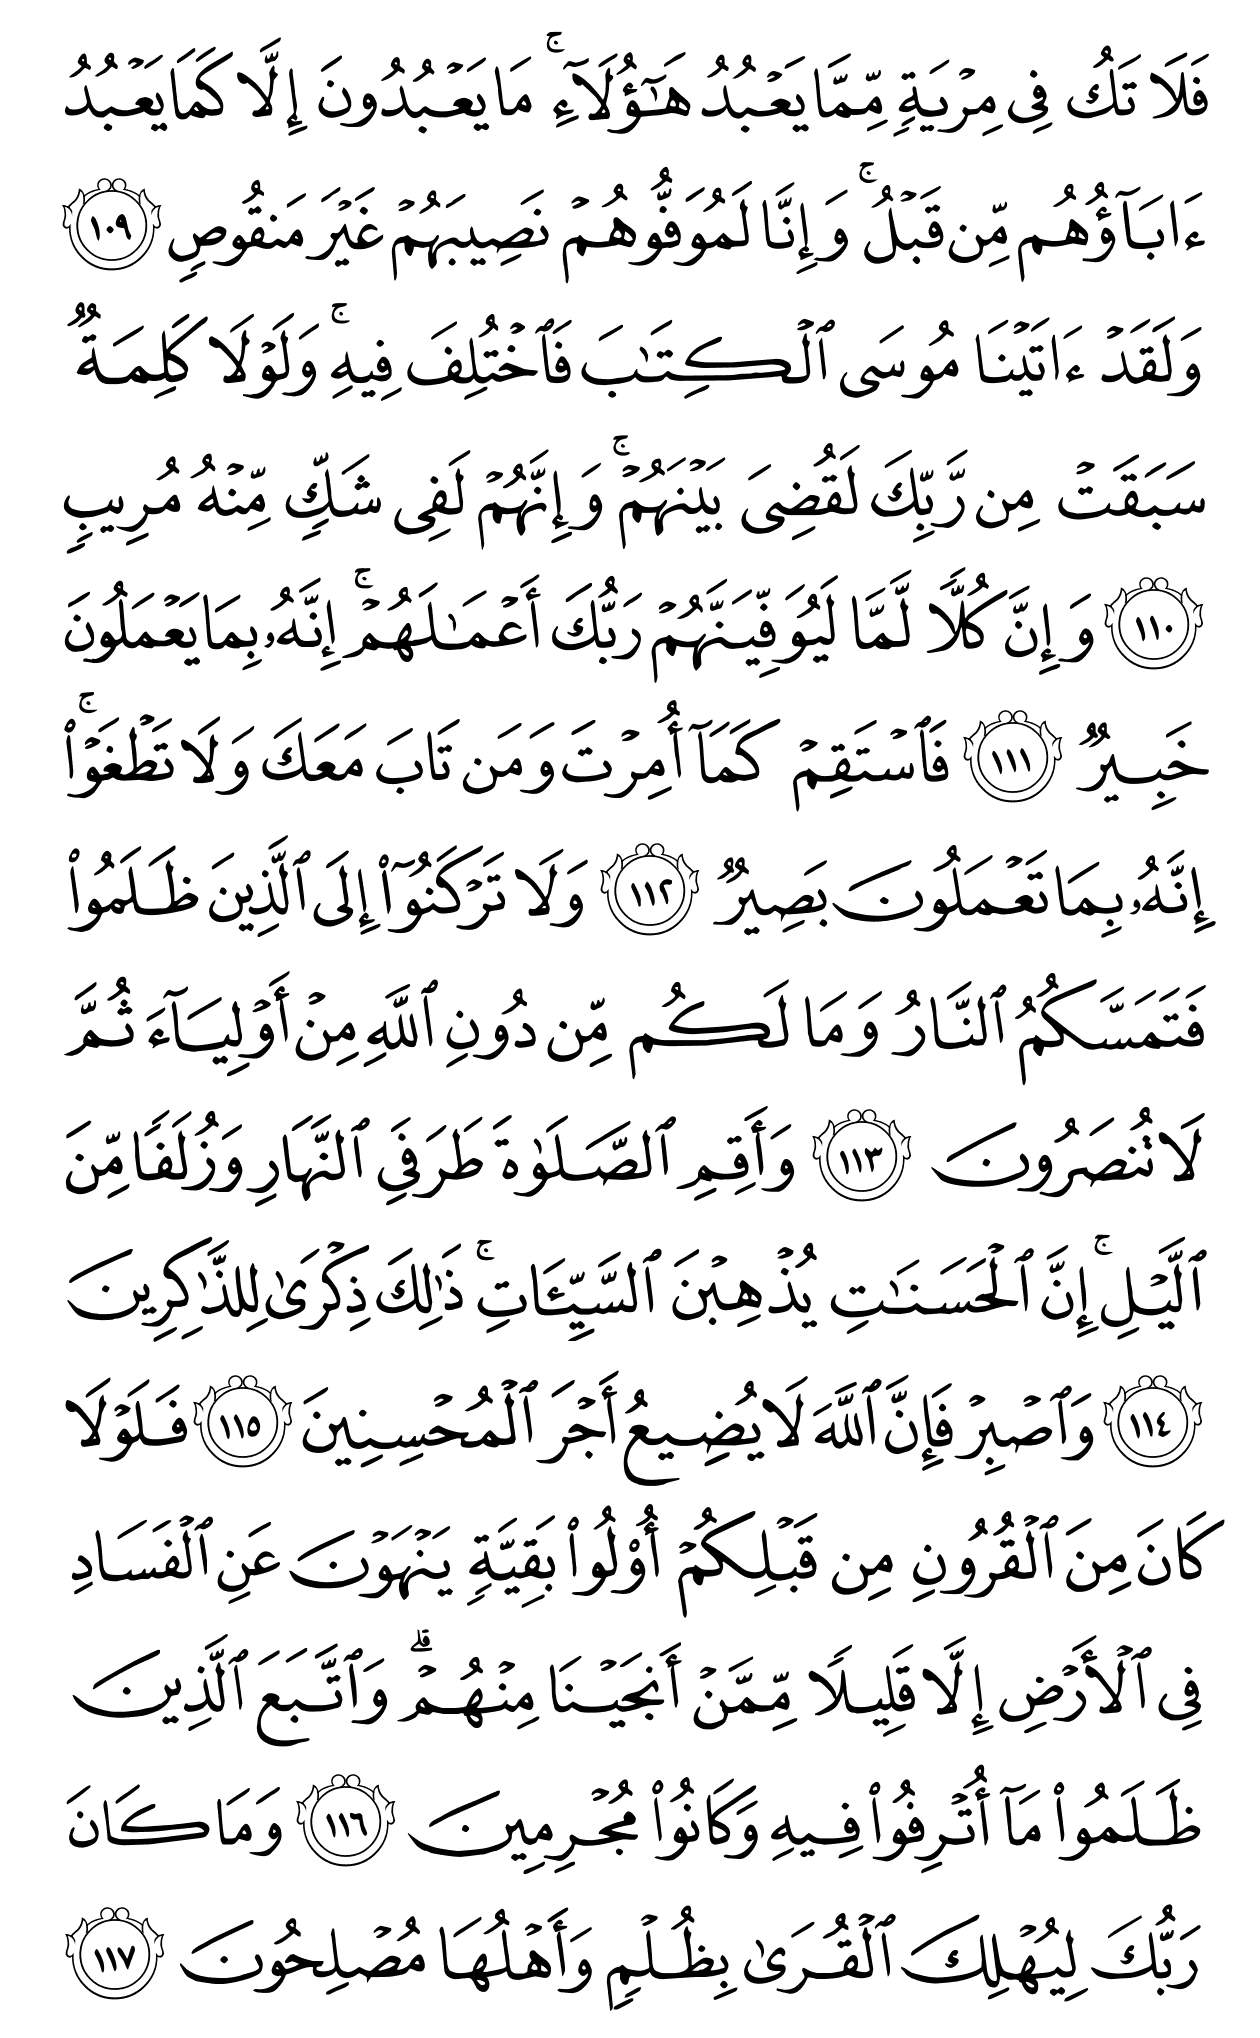 فَلَا تَكُ فِى مِرْيَةٍ مِّمَّا يَعْبُدُ هَـٰٓؤُلَآءِ ۚ مَا يَعْبُدُونَ إِلَّا كَمَا يَعْبُدُ
ءَابَآؤُهُم مِّن قَبْلُ ۚ وَإِنَّا لَمُوَفُّوهُمْ نَصِيبَهُمْ غَيْرَ مَنقُوصٍ ١٠٩
وَلَقَدْ ءَاتَيْنَا مُوسَى ٱلْكِتَـٰبَ فَٱخْتُلِفَ فِيهِ ۚ وَلَوْلَا كَلِمَةٌ
سَبَقَتْ مِن رَّبِّكَ لَقُضِىَ بَيْنَهُمْ ۚ وَإِنَّهُمْ لَفِى شَكٍّ مِّنْهُ مُرِيبٍ
١١٠ وَإِنَّ كُلًّا لَّمَّا لَيُوَفِّيَنَّهُمْ رَبُّكَ أَعْمَـٰلَهُمْ ۚ إِنَّهُۥ بِمَا يَعْمَلُونَ
خَبِيرٌ ١١١ فَٱسْتَقِمْ كَمَآ أُمِرْتَ وَمَن تَابَ مَعَكَ وَلَا تَطْغَوْا۟ ۚ
إِنَّهُۥ بِمَا تَعْمَلُونَ بَصِيرٌ ١١٢ وَلَا تَرْكَنُوٓا۟ إِلَى ٱلَّذِينَ ظَلَمُوا۟
فَتَمَسَّكُمُ ٱلنَّارُ وَمَا لَكُم مِّن دُونِ ٱللَّهِ مِنْ أَوْلِيَآءَ ثُمَّ
لَا تُنصَرُونَ ١١٣ وَأَقِمِ ٱلصَّلَوٰةَ طَرَفَىِ ٱلنَّهَارِ وَزُلَفًا مِّنَ
ٱلَّيْلِ ۚ إِنَّ ٱلْحَسَنَـٰتِ يُذْهِبْنَ ٱلسَّيِّـَٔاتِ ۚ ذَٰلِكَ ذِكْرَىٰ لِلذَّٰكِرِينَ
١١٤ وَٱصْبِرْ فَإِنَّ ٱللَّهَ لَا يُضِيعُ أَجْرَ ٱلْمُحْسِنِينَ ١١٥ فَلَوْلَا
كَانَ مِنَ ٱلْقُرُونِ مِن قَبْلِكُمْ أُو۟لُوا۟ بَقِيَّةٍ يَنْهَوْنَ عَنِ ٱلْفَسَادِ
فِى ٱلْأَرْضِ إِلَّا قَلِيلًا مِّمَّنْ أَنجَيْنَا مِنْهُمْ ۗ وَٱتَّبَعَ ٱلَّذِينَ
ظَلَمُوا۟ مَآ أُتْرِفُوا۟ فِيهِ وَكَانُوا۟ مُجْرِمِينَ ١١٦ وَمَا كَانَ
رَبُّكَ لِيُهْلِكَ ٱلْقُرَىٰ بِظُلْمٍ وَأَهْلُهَا مُصْلِحُونَ ١١٧